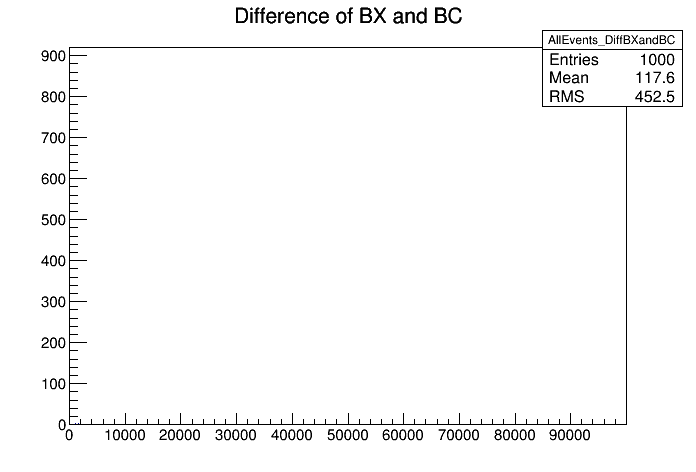 Difference of BX and BC
AllEvents_DiffBXandBC
Entries 1000
Mean 117.6
RMS 452.5
900
800
700
600
500
400
300
200
100
0
0 10000 20000 30000 40000 50000 60000 70000 80000 90000